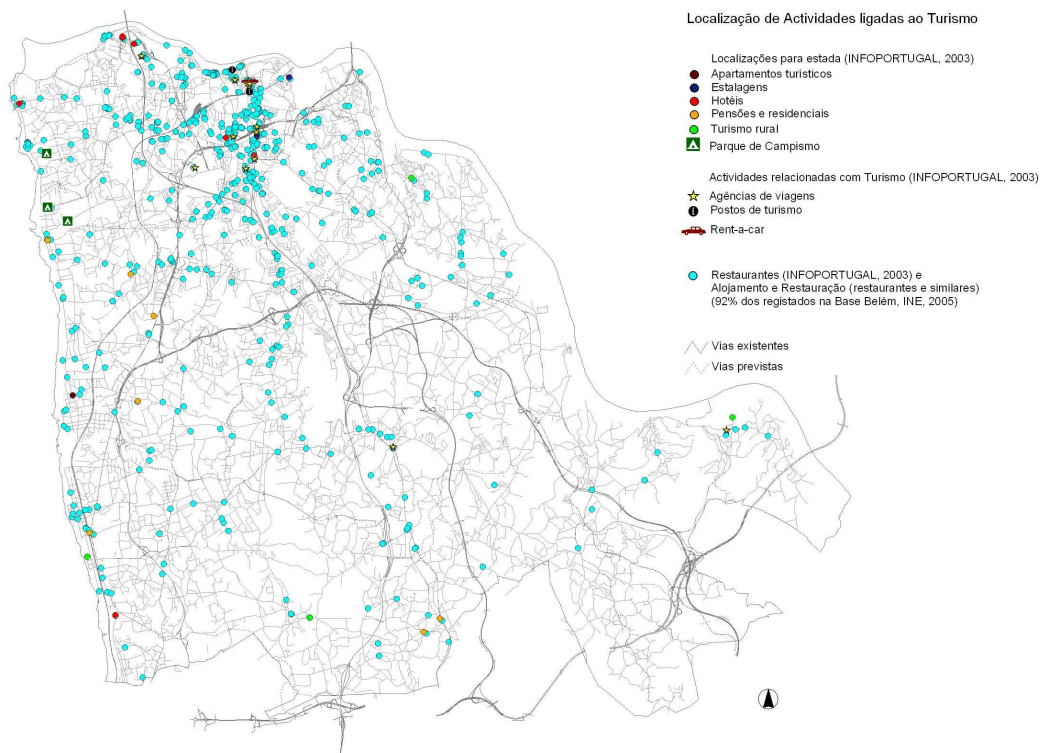 Localização de Actividades ligadas ao Turismo
Localizações para estada (INFOPORTUGAL, 2003)
Apartamentos turisticos
Estalagens
Hotéis
Pensões e residenciais
Turismo rural
Parque de Campismo
Actividades relacionadas com Turismo (INFOPORTUGAL, 2003)
Agências de viagens
Postos de turismo
Rent-a-car
Restaurantes (INFOPORTUGAL, 2003) e
Alojamento e Restauração (restaurantes e similares)
(92% dos registados na Base Belém, INE, 2005)
Vias existentes
Vias previstas